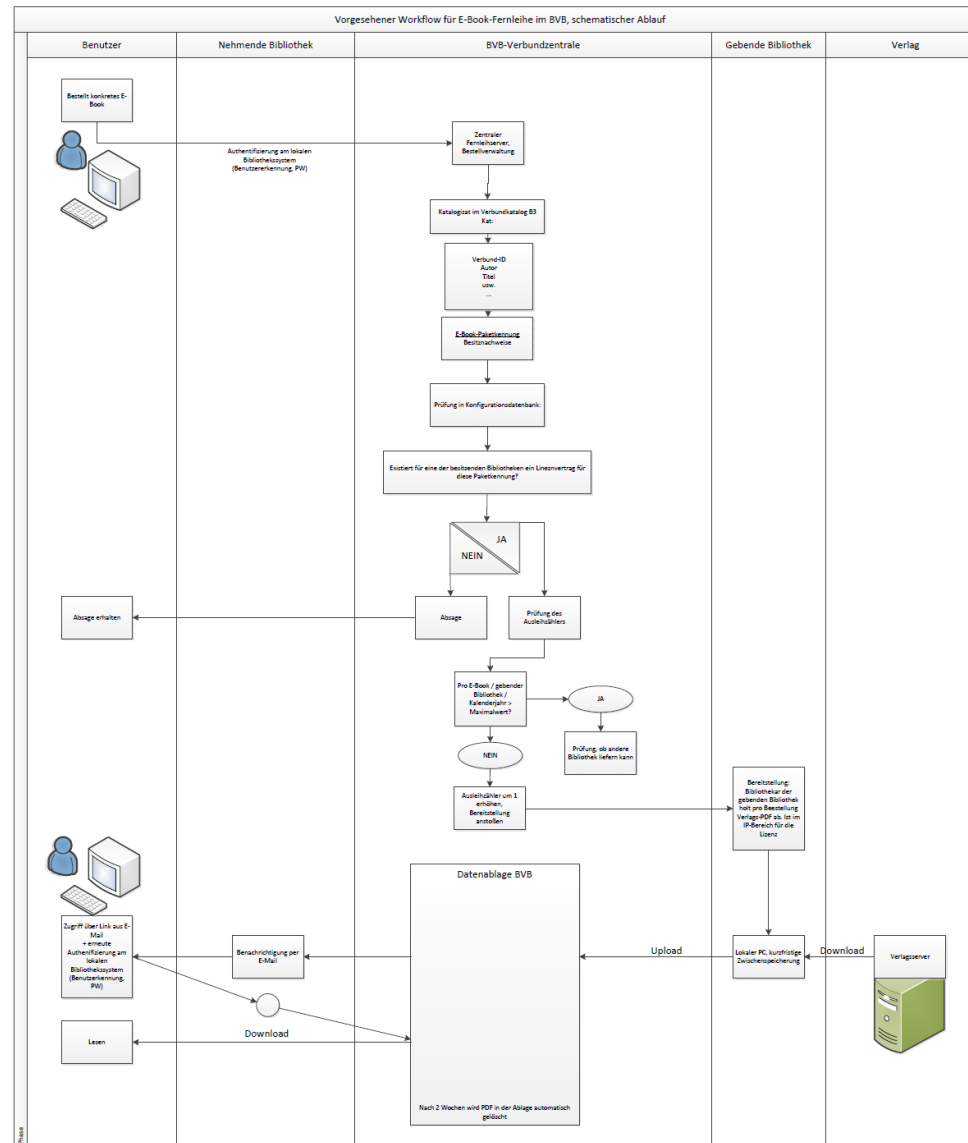 Vorgesehener Workflow für E-Book-Fernleihe im BVB, schematischer Ablauf
Benutzer
Nehmende Bibliothek
BVB-Verbundzentrale
Gebende Bibliothek
Verlag
Bestellt konkretes E-
Book
Authentifizierung am lokalen
Bibliothekssystem
(Benutzererkennung, PW)
Zentraler
Fernleihserver,
Bestellverwaltung
Katalogisat im Verbundkatalog B3
Kat:
Verbund-ID
Autor
Titel
usw.
...
E-Book-Paketkennung
Besitznachweise
Prüfung in Konfigurationsdatenbank:
Existiert für eine der besitzenden Bibliotheken ein Lineznvertrag für
diese Paketkennung?
JA
NEIN
Absage erhalten
Absage
Prüfung des
Ausleihzählers
Pro E-Book / gebender
Bibliothek /
Kalenderjahr >
Maximalwert?
JA
NEIN
Prüfung, ob andere
Bibliothek liefern kann
Ausleihzähler um 1
erhöhen,
Bereitstellung
anstoßen
Bereitstellung:
Bibliothekar der
gebenden Bibliothek
holt pro Beestellung
Verlags-PDF ab. Ist im
IP-Bereich für die
Lizenz
Datenablage BVB
Zugriff über Link aus E-
Mail
+ erneute
Authenifizierung am
lokalen
Bibliothekssystem
(Benutzerkennung,
PW)
Benachrichtigung per
E-Mail
Upload
Lokaler PC, kurzfristige
Zwischenspeicherung
Download
Verlagsserver
Download
Lesen
Nach 2 Wochen wird PDF in der Ablage automatisch
gelöscht
Phase